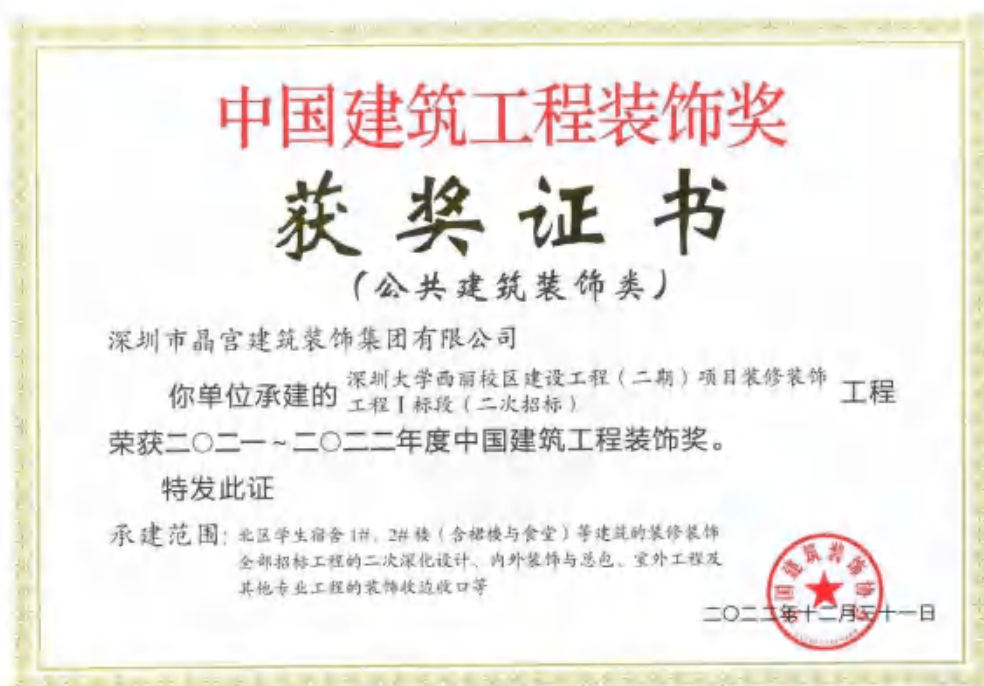 中国建筑工程装饰奖
获奖证书
（公共建筑装饰类）
深圳市晶宫建筑装饰集团有限公司
你单位承建的 深圳大学西丽校区建设工程（二期）项目装修装饰
工程Ⅰ标段（二次招标） 工程
荣获二〇二一～二〇二二年度中国建筑工程装饰奖。
特发此证
承建范围：北区学生宿舍1#、2#楼（含裙楼与食堂）等建筑的装修装饰
全部招标工程的二次深化设计、内外装饰与总包、室外工程及
其他专业工程的装饰收边收口等
中国建筑装饰协会
二〇二二年十二月三十一日